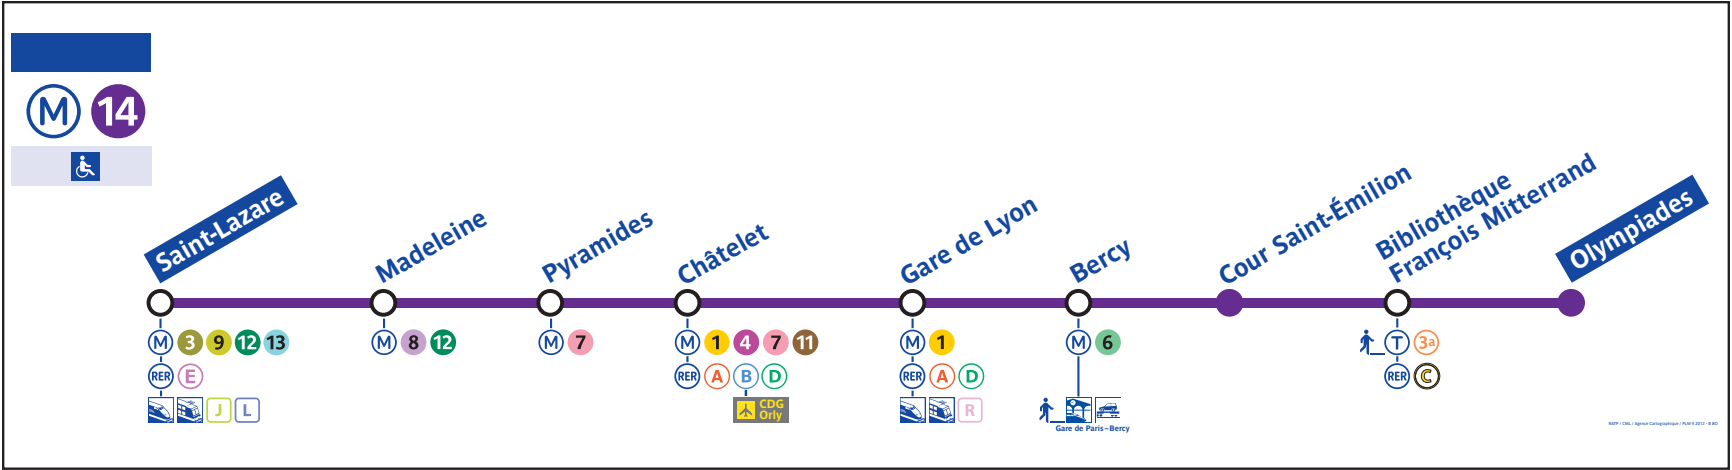 M 14
Saint-Lazare
Madeleine
Pyramides
Châtelet
Gare de Lyon
Bercy
Cour Saint-Émilion
Bibliothèque
François Mitterrand
Olympiades
M 3 9 12 13
RER E
J L
M 8 12
M 7
M 1 4 7 11
RER A B D
CDG
Orly
M 1
RER A D
R
M 6
Gare de Paris–Bercy
T 3a
RER C